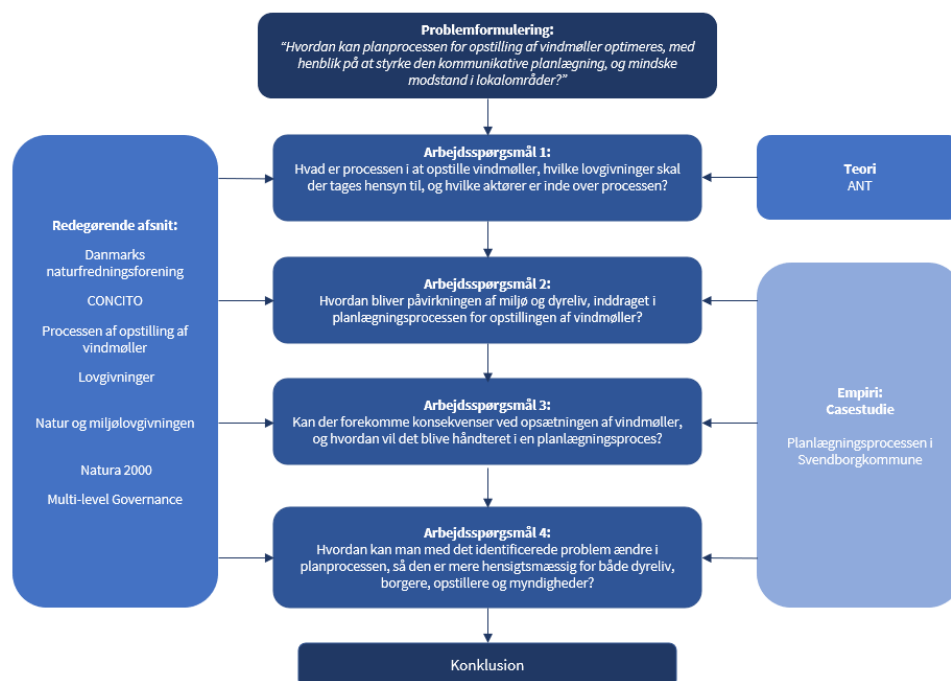 Problemformulering:
"Hvordan kan planprocessen for opstilling af vindmøller optimeres, med
henblik på at styrke den kommunikative planlægning, og mindske
modstand i lokalområder?"
Arbejdsspørgsmål 1:
Hvad er processen i at opstille vindmøller, hvilke lovgivninger skal
der tages hensyn til, og hvilke aktører er inde over processen?
Teori
ANT
Redegørende afsnit:
Danmarks
naturfredningsforening
CONCITO
Processen af opstilling af
vindmøller
Lovgivninger
Natur og miljølovgivningen
Natura 2000
Multi-level Governance
Arbejdsspørgsmål 2:
Hvordan bliver påvirkningen af miljø og dyreliv, inddraget i
planlægningsprocessen for opstillingen af vindmøller?
Arbejdsspørgsmål 3:
Kan der forekomme konsekvenser ved opsætningen af vindmøller,
og hvordan vil det blive håndteret i en planlægningsproces?
Empiri:
Casestudie
Planlægningsprocessen i
Svendborgkommune
Arbejdsspørgsmål 4:
Hvordan kan man med det identificerede problem ændre i
planprocessen, så den er mere hensigtsmæssig for både dyreliv,
borgere, opstillere og myndigheder?
Konklusion